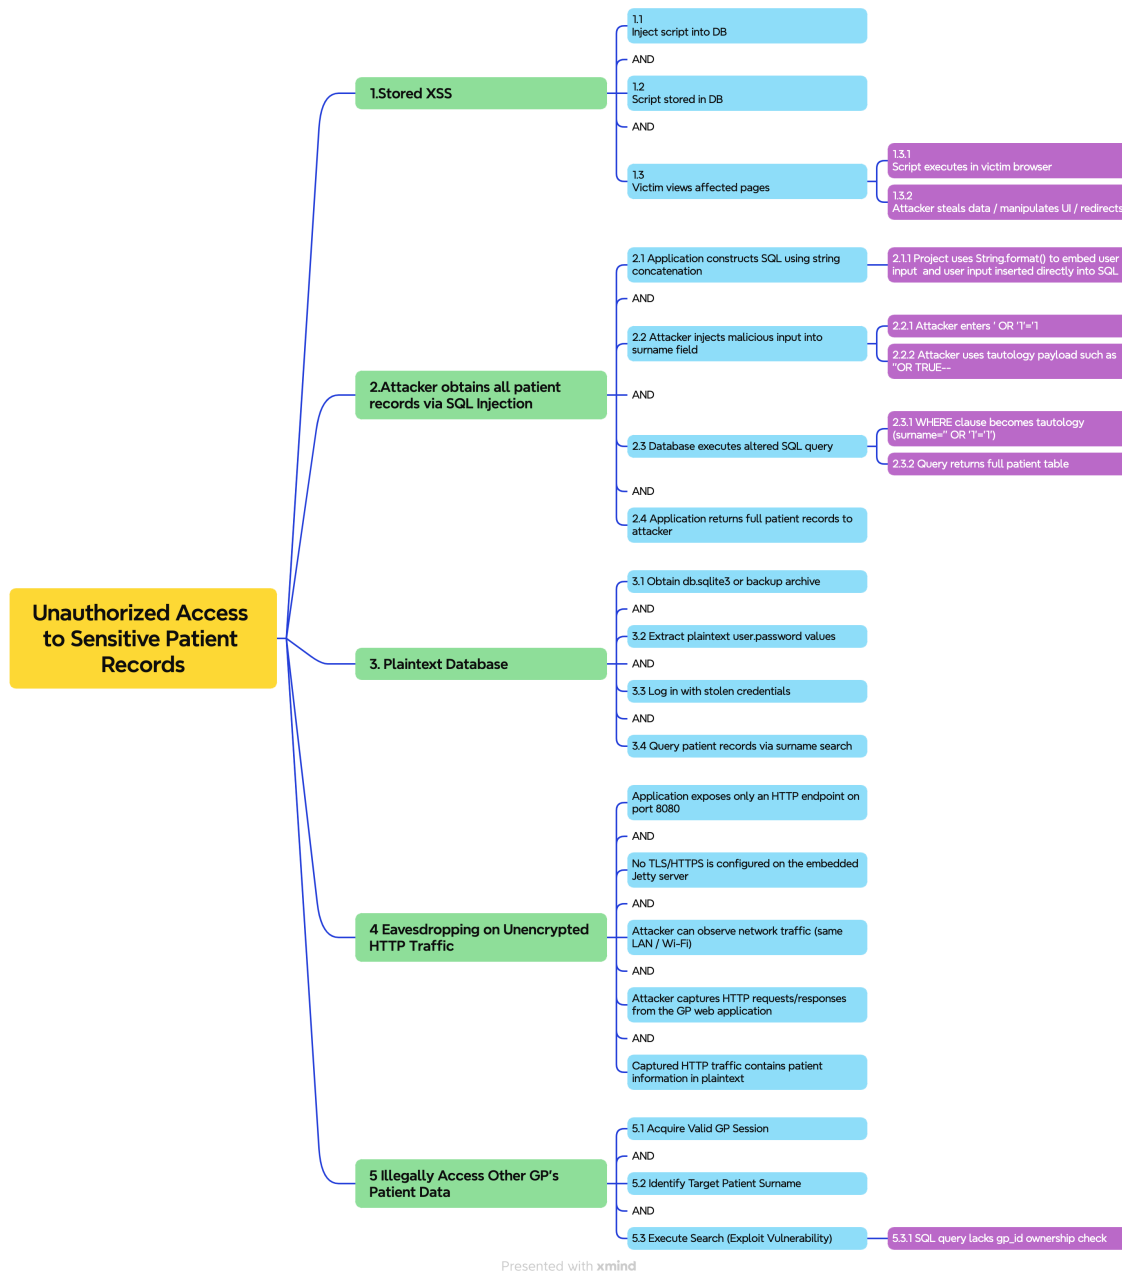 Unauthorized Access
to Sensitive Patient
Records
1.Stored XSS
1.1
Inject script into DB
AND
1.2
Script stored in DB
AND
1.3
Victim views affected pages
1.3.1
Script executes in victim browser
1.3.2
Attacker steals data / manipulates UI / redirects
2.Attacker obtains all patient
records via SQL Injection
2.1 Application constructs SQL using string
concatenation
2.1.1 Project uses String.format() to embed user
input  and user input inserted directly into SQL
AND
2.2 Attacker injects malicious input into
surname field
2.2.1 Attacker enters ' OR '1'='1
2.2.2 Attacker uses tautology payload such as
"OR TRUE--
AND
2.3 Database executes altered SQL query
2.3.1 WHERE clause becomes tautology
(surname='' OR '1'='1')
2.3.2 Query returns full patient table
AND
2.4 Application returns full patient records to
attacker
3. Plaintext Database
3.1 Obtain db.sqlite3 or backup archive
AND
3.2 Extract plaintext user.password values
AND
3.3 Log in with stolen credentials
AND
3.4 Query patient records via surname search
4 Eavesdropping on Unencrypted
HTTP Traffic
Application exposes only an HTTP endpoint on
port 8080
AND
No TLS/HTTPS is configured on the embedded
Jetty server
AND
Attacker can observe network traffic (same
LAN / Wi-Fi)
AND
Attacker captures HTTP requests/responses
from the GP web application
AND
Captured HTTP traffic contains patient
information in plaintext
5 Illegally Access Other GP's
Patient Data
5.1 Acquire Valid GP Session
AND
5.2 Identify Target Patient Surname
AND
5.3 Execute Search (Exploit Vulnerability)
5.3.1 SQL query lacks gp_id ownership check
Presented with xmind